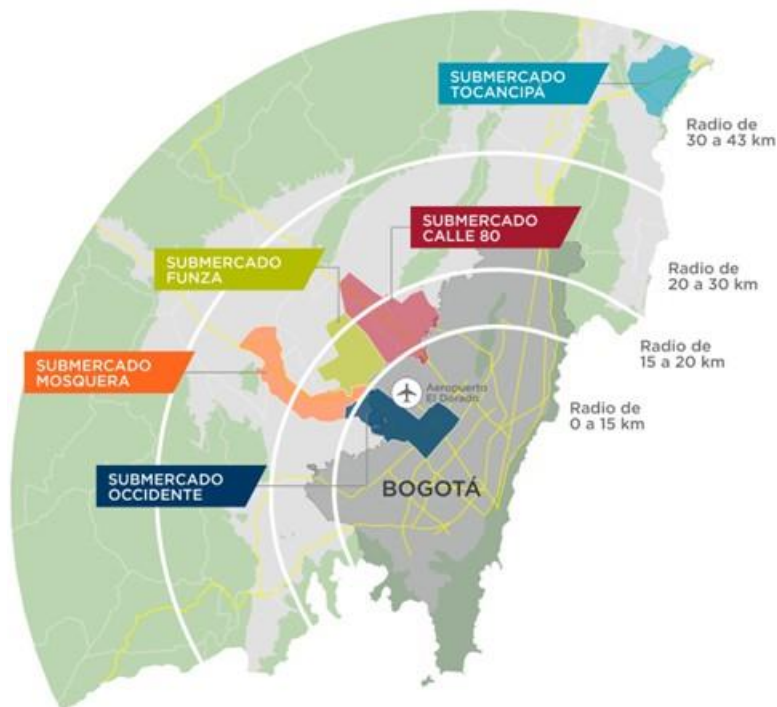 SUBMERCADO
TOCANCIPÁ
Radio de
30 a 43 km
SUBMERCADO
CALLE 80
SUBMERCADO
FUNZA
Radio de
20 a 30 km
Radio de
15 a 20 km
SUBMERCADO
MOSQUERA
Aeropuerto
El Dorado
Radio de
0 a 15 km
SUBMERCADO
OCCIDENTE
BOGOTÁ